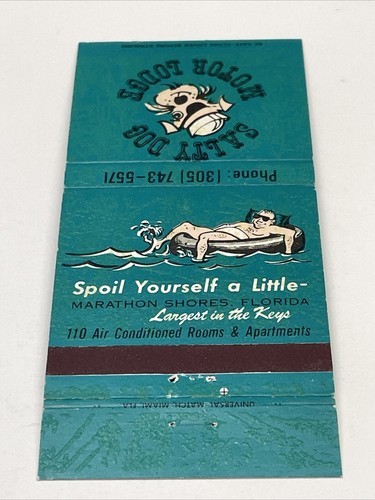 SALTY DOG
MOTOR LODGE
Phone: (305) 743-5571
Spoil Yourself a Little-
MARATHON SHORES, FLORIDA
Largest in the Keys
110 Air Conditioned Rooms & Apartments
UNIVERSAL MATCH, MIAMI, FLA